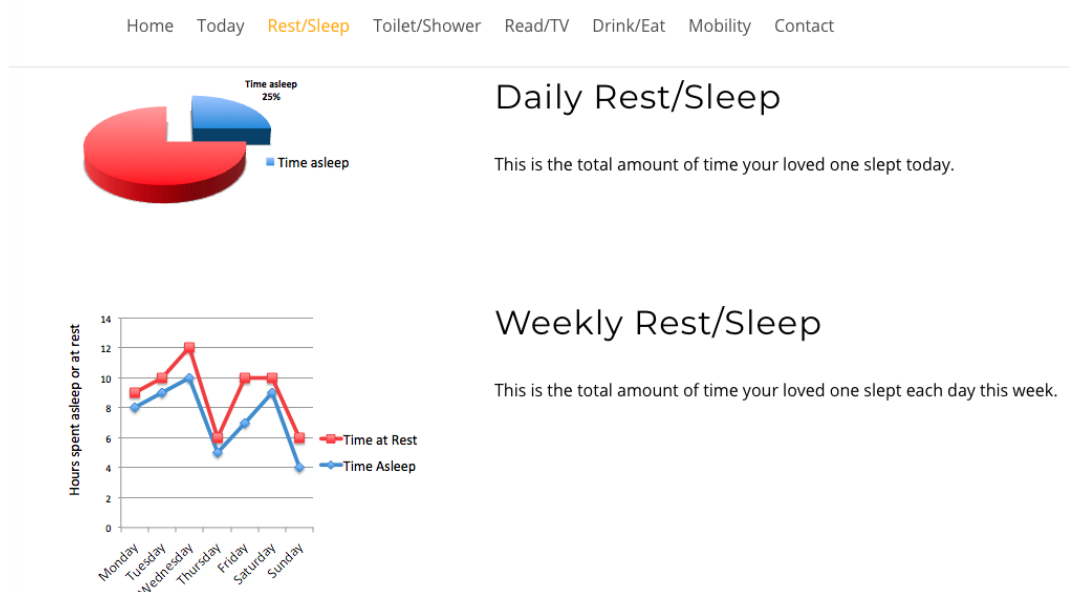 Home Today Rest/Sleep Toilet/Shower Read/TV Drink/Eat Mobility Contact
Time asleep
25%
Time asleep
Daily Rest/Sleep
This is the total amount of time your loved one slept today.
Hours spent asleep or at rest
14
12
10
8
6
4
2
0
Monday
Tuesday
Wednesday
Thursday
Friday
Saturday
Sunday
Time at Rest
Time Asleep
Weekly Rest/Sleep
This is the total amount of time your loved one slept each day this week.